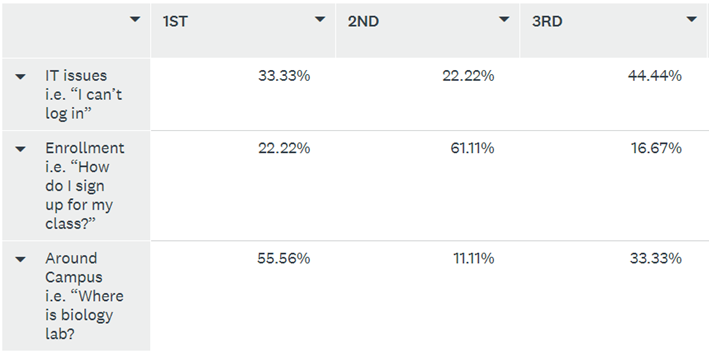 1ST 2ND 3RD
IT issues 33.33% 22.22% 44.44%
i.e. “I can’t
log in”
Enrollment 22.22% 61.11% 16.67%
i.e. “How
do I sign
up for my
class?”
Around 55.56% 11.11% 33.33%
Campus
i.e. “Where
is biology
lab?